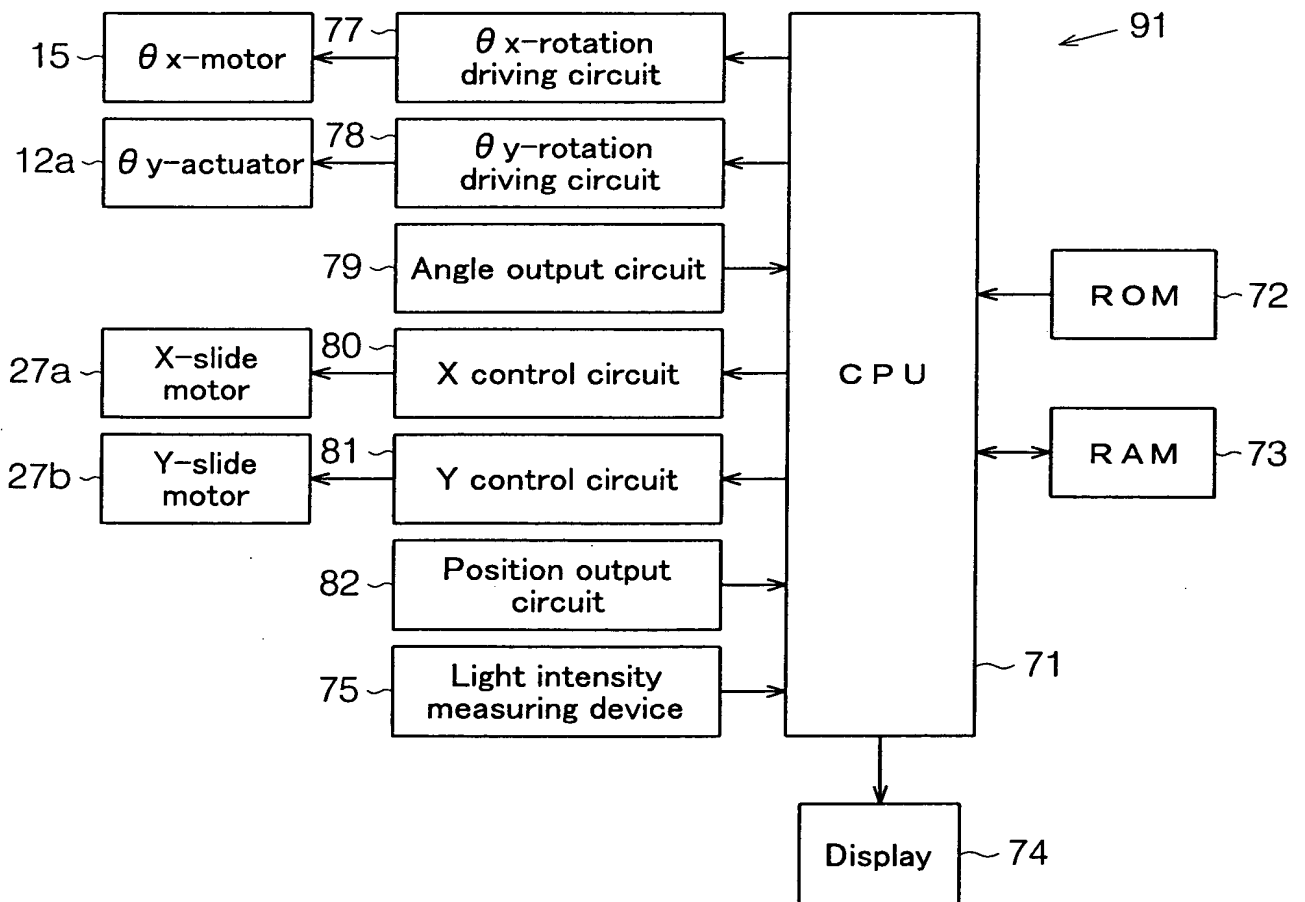 91
15
θ x-motor
77
θ x-rotation
driving circuit
12a
θ y-actuator
78
θ y-rotation
driving circuit
79
Angle output circuit
27a
X-slide
motor
80
X control circuit
27b
Y-slide
motor
81
Y control circuit
82
Position output
circuit
75
Light intensity
measuring device
CPU
71
ROM
72
RAM
73
Display
74